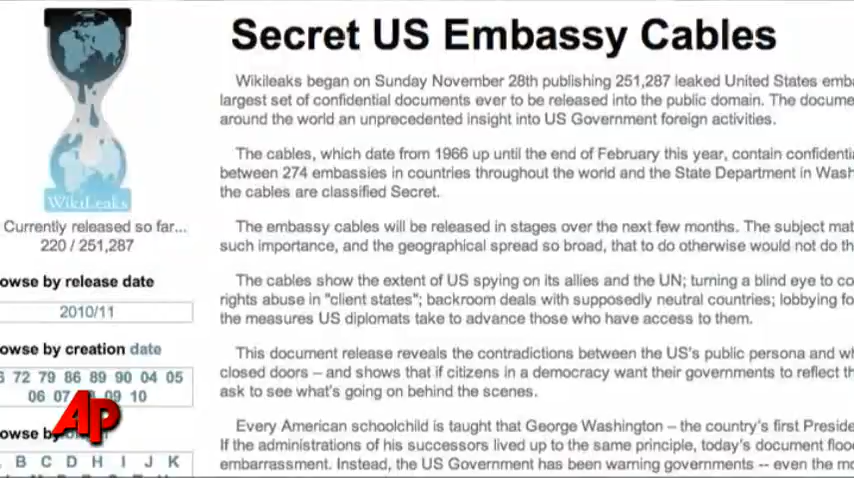 Secret US Embassy Cables
Wikileaks began on Sunday November 28th publishing 251,287 leaked United States emba
largest set of confidential documents ever to be released into the public domain. The docume
around the world an unprecedented insight into US Government foreign activities.
The cables, which date from 1966 up until the end of February this year, contain confidenti
between 274 embassies in countries throughout the world and the State Department in Wash
the cables are classified Secret.
The embassy cables will be released in stages over the next few months. The subject mat
such importance, and the geographical spread so broad, that to do otherwise would not do th
The cables show the extent of US spying on its allies and the UN; turning a blind eye to co
rights abuse in "client states"; backroom deals with supposedly neutral countries; lobbying fo
the measures US diplomats take to advance those who have access to them.
This document release reveals the contradictions between the US's public persona and wh
closed doors – and shows that if citizens in a democracy want their governments to reflect th
ask to see what's going on behind the scenes.
Every American schoolchild is taught that George Washington – the country's first Preside
If the administrations of his successors lived up to the same principle, today's document flood
embarrassment. Instead, the US Government has been warning governments -- even the mo
WikiLeaks
Currently released so far...
220 / 251,287
owse by release date
2010/11
owse by creation date
6 72 79 86 89 90 04 05
06 07 09 10
AP
owse by
B C D H I J K